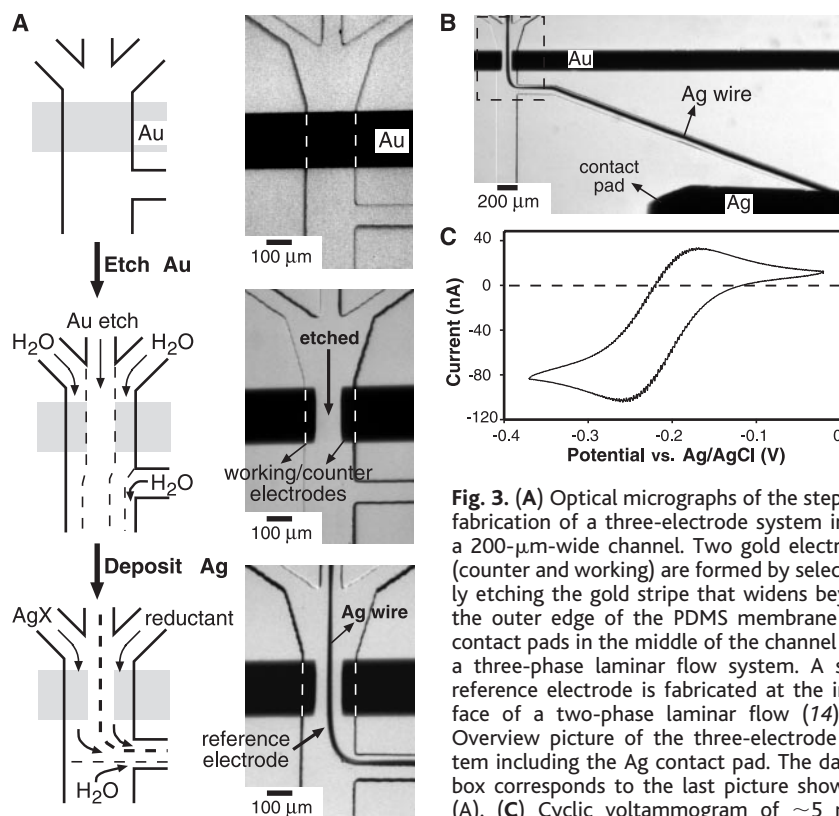 A
Au
Au
100 μm
Etch Au
Au etch
H2O
H2O
H2O
etched
working/counter
electrodes
100 μm
Deposit Ag
AgX
reductant
H2O
Ag wire
reference
electrode
100 μm
B
Au
Ag wire
contact
pad
Ag
200 μm
C
Current (nA)
40
0
-40
-80
-120
-0.4
-0.3
-0.2
-0.1
0
Potential vs. Ag/AgCl (V)
Fig. 3. (A) Optical micrographs of the step
fabrication of a three-electrode system in
a 200-μm-wide channel. Two gold electr
(counter and working) are formed by selec
ly etching the gold stripe that widens bey
the outer edge of the PDMS membrane
contact pads in the middle of the channel
a three-phase laminar flow system. A s
reference electrode is fabricated at the in
face of a two-phase laminar flow (14)
Overview picture of the three-electrode
tem including the Ag contact pad. The da
box corresponds to the last picture show
(A). (C) Cyclic voltammogram of ~5 m